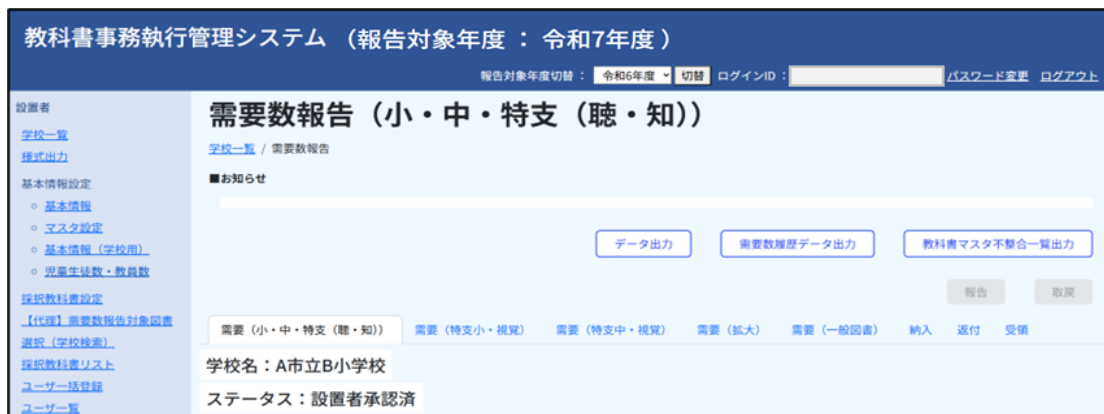 教科書事務執行管理システム （報告対象年度 ： 令和7年度 ）
報告対象年度切替 ： 令和6年度 切替 ログインID ： パスワード変更 ログアウト
設置者
学校一覧
様式出力
基本情報設定
基本情報
マスタ設定
基本情報（学校用）
児童生徒数・教員数
採択教科書設定
【代理】需要数報告対象図書
選択（学校検索）
採択教科書リスト
ユーザ一括登録
ユーザ一覧
需要数報告（小・中・特支（聴・知））
学校一覧 / 需要数報告
■お知らせ
データ出力 需要数履歴データ出力 教科書マスタ不整合一覧出力
報告 取戻
需要（小・中・特支（聴・知）） 需要（特支小・視覚） 需要（特支中・視覚） 需要（拡大） 需要（一般図書） 納入 返付 受領
学校名：A市立B小学校
ステータス：設置者承認済